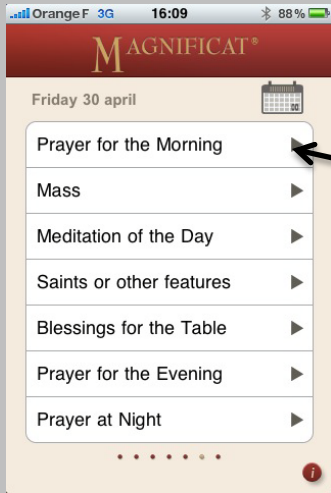 Orange F 3G 16:09 88%
MAGNIFICAT®
Friday 30 april
Prayer for the Morning
Mass
Meditation of the Day
Saints or other features
Blessings for the Table
Prayer for the Evening
Prayer at Night
i